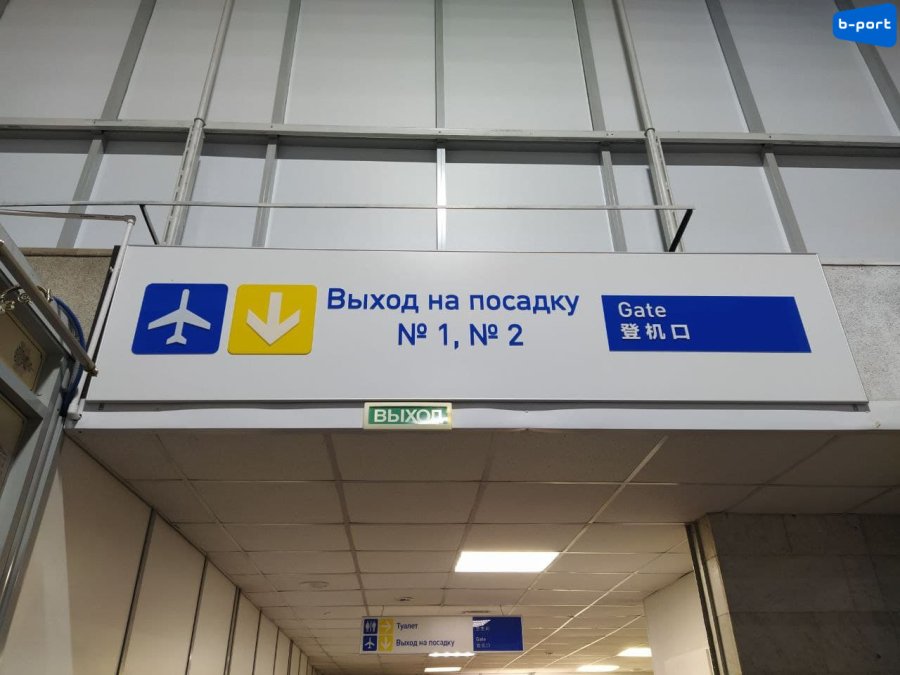 b-port
Выход на посадку
№ 1, № 2
Gate
登机口
ВЫХОД
Туалет
Выход на посадку
Gate
登机口